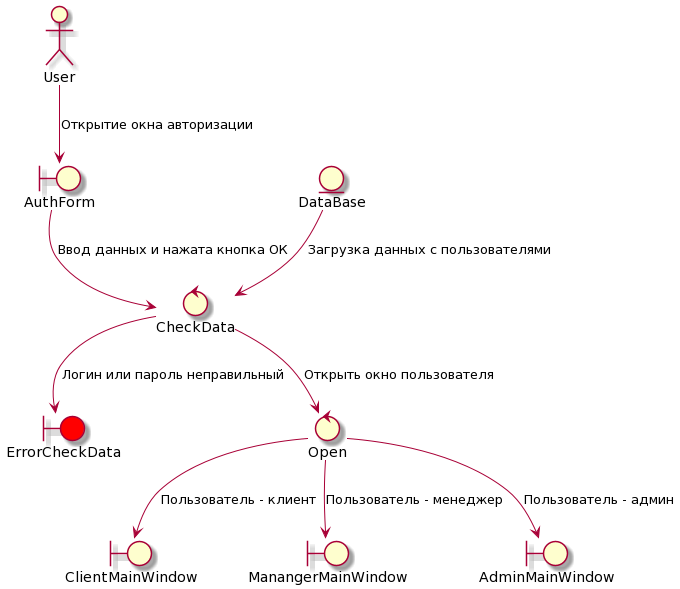 User
Открытие окна авторизации
AuthForm
DataBase
Ввод данных и нажата кнопка ОК
Загрузка данных с пользователями
CheckData
Логин или пароль неправильный
Открыть окно пользователя
ErrorCheckData
Open
Пользователь - клиент
Пользователь - менеджер
Пользователь - админ
ClientMainWindow
ManangerMainWindow
AdminMainWindow